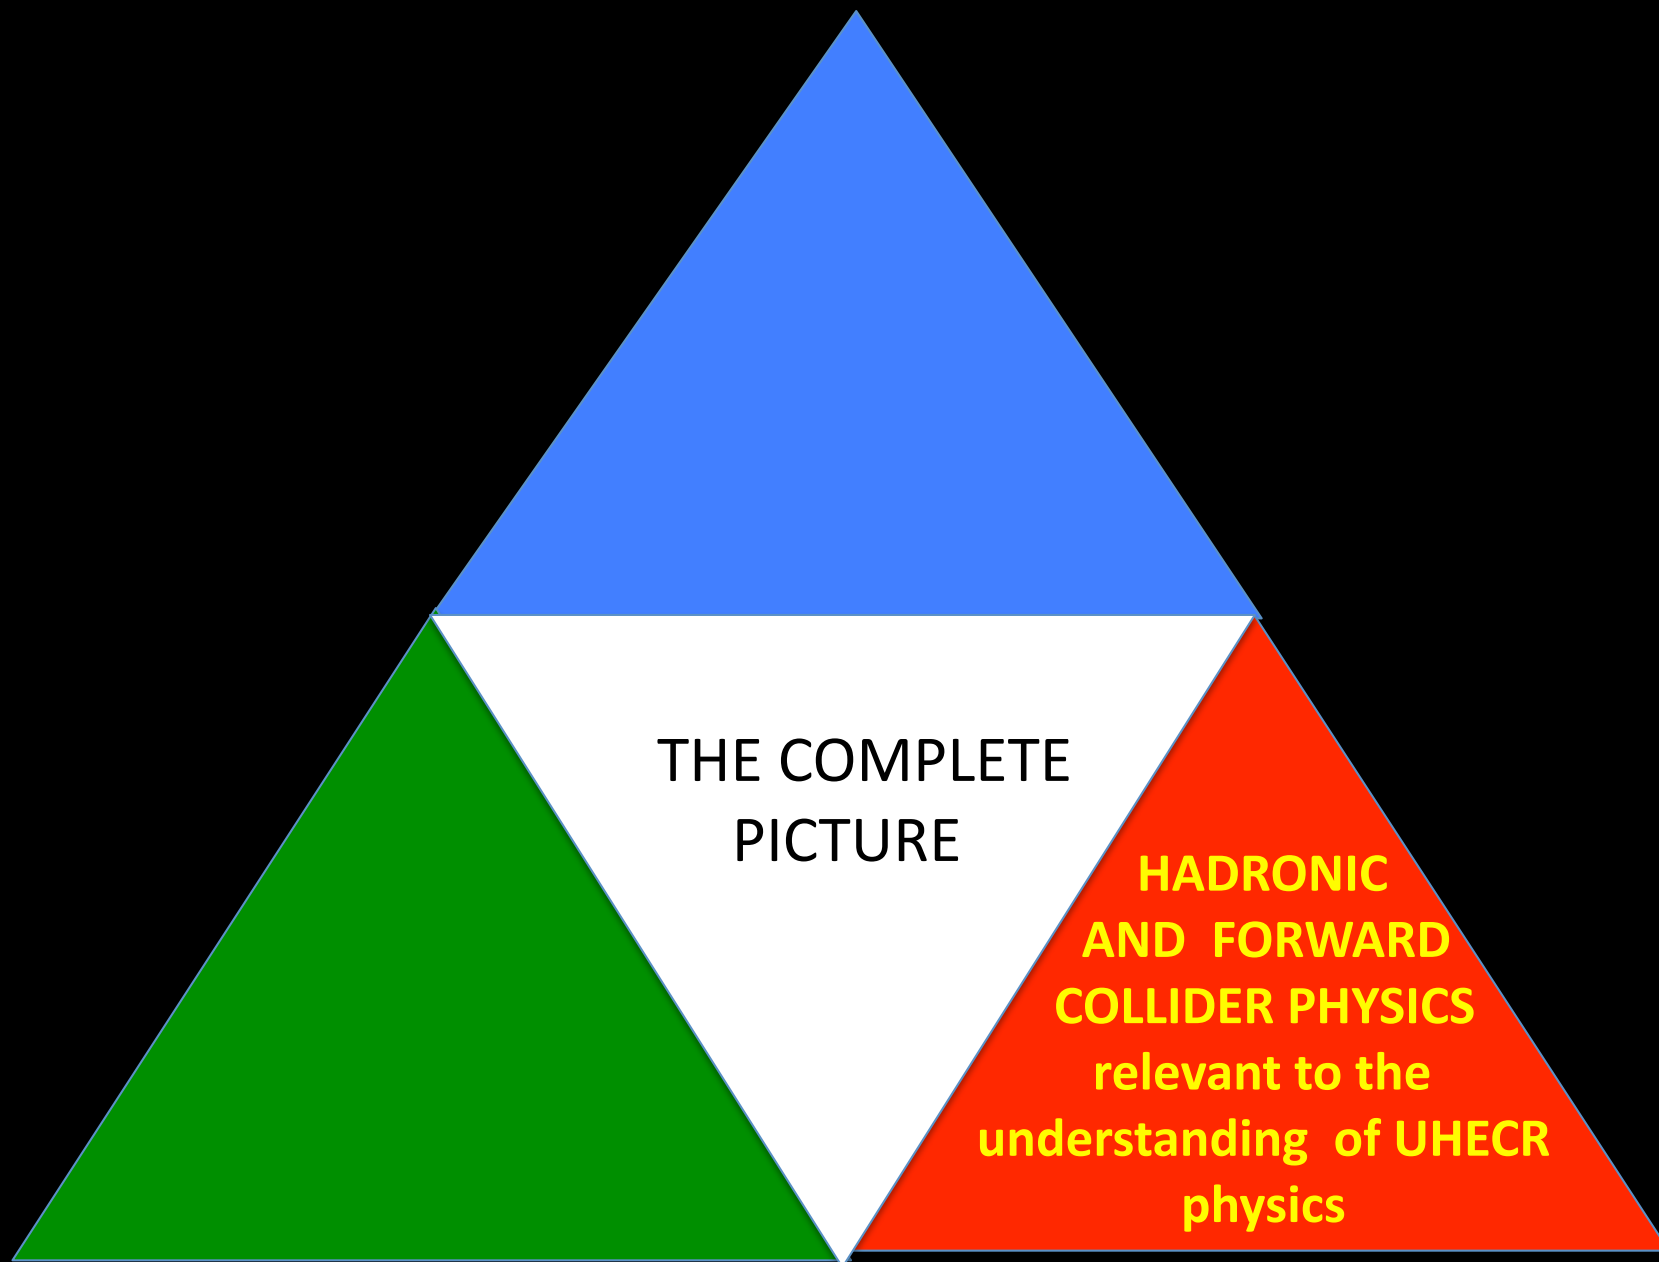 THE COMPLETE
PICTURE
HADRONIC
AND  FORWARD
COLLIDER PHYSICS
relevant to the
understanding  of UHECR
physics